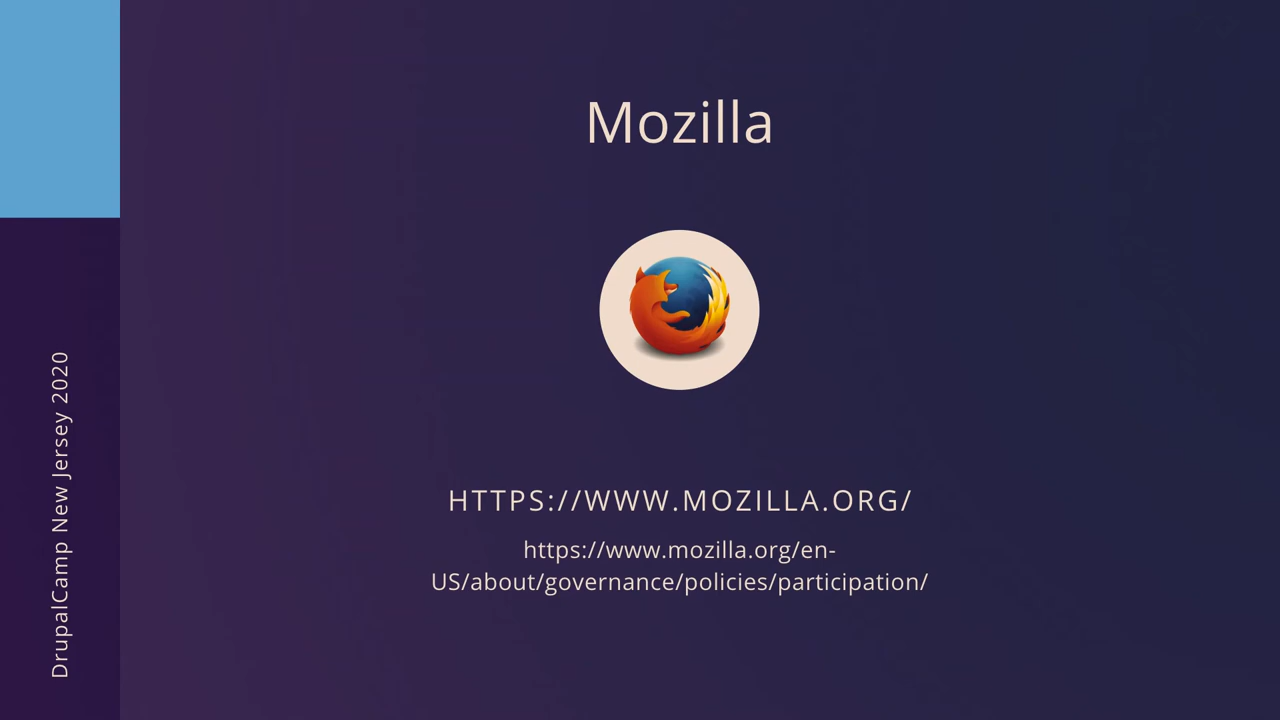 Mozilla
HTTPS://WWW.MOZILLA.ORG/
https://www.mozilla.org/en-
US/about/governance/policies/participation/
DrupalCamp New Jersey 2020